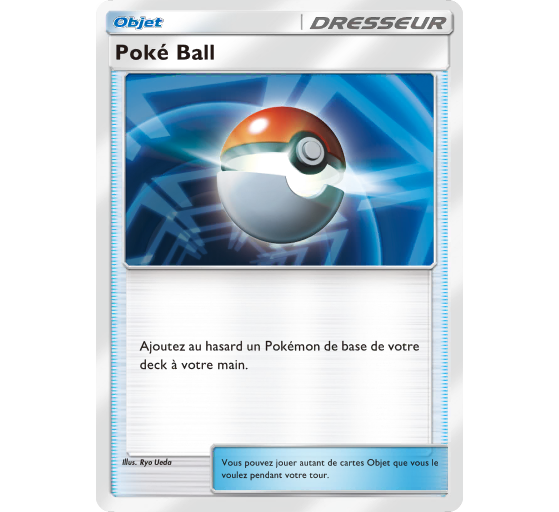 Objet DRESSEUR
Poké Ball
Ajoutez au hasard un Pokémon de base de votre
deck à votre main.
Illus. Ryo Ueda
Vous pouvez jouer autant de cartes Objet que vous le
voulez pendant votre tour.